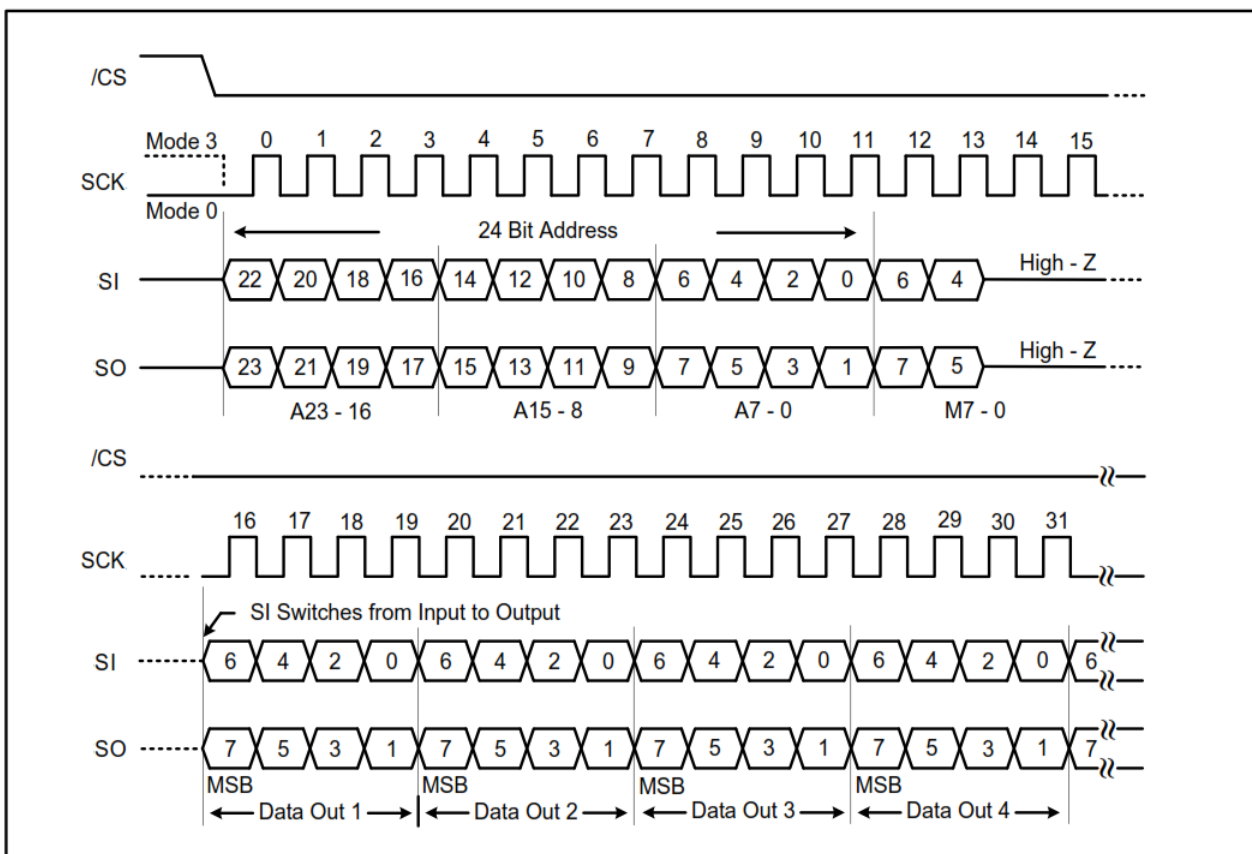 /CS
Mode 3 0 1 2 3 4 5 6 7 8 9 10 11 12 13 14 15
SCK
Mode 0
24 Bit Address
SI 22 20 18 16 14 12 10 8 6 4 2 0 6 4 High - Z
SO 23 21 19 17 15 13 11 9 7 5 3 1 7 5 High - Z
A23 - 16 A15 - 8 A7 - 0 M7 - 0
/CS
16 17 18 19 20 21 22 23 24 25 26 27 28 29 30 31
SCK
SI Switches from Input to Output
SI 6 4 2 0 6 4 2 0 6 4 2 0 6 4 2 0 6
SO 7 5 3 1 7 5 3 1 7 5 3 1 7 5 3 1 7
MSB MSB MSB MSB
Data Out 1 Data Out 2 Data Out 3 Data Out 4